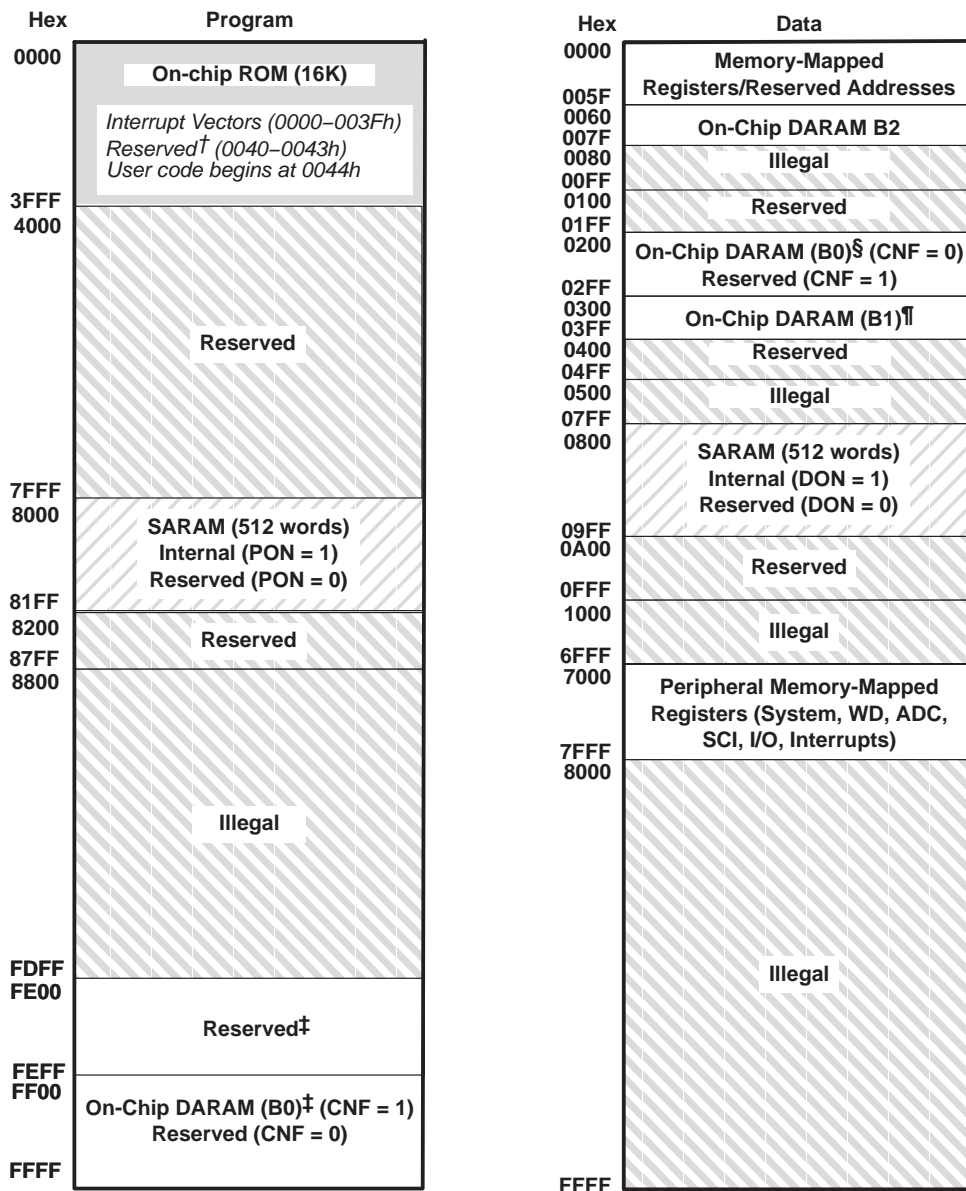 Hex Program
0000
On-chip ROM (16K)
Interrupt Vectors (0000–003Fh)
Reserved† (0040–0043h)
User code begins at 0044h
3FFF
4000
Reserved
7FFF
8000
SARAM (512 words)
Internal (PON = 1)
Reserved (PON = 0)
81FF
8200
Reserved
87FF
8800
Illegal
FDFF
FE00
Reserved‡
FEFF
FF00
On-Chip DARAM (B0)‡ (CNF = 1)
Reserved (CNF = 0)
FFFF
Hex Data
0000
Memory-Mapped
Registers/Reserved Addresses
005F
0060
On-Chip DARAM B2
007F
0080
Illegal
00FF
0100
Reserved
01FF
0200
On-Chip DARAM (B0)§ (CNF = 0)
Reserved (CNF = 1)
02FF
0300
On-Chip DARAM (B1)¶
03FF
0400
Reserved
04FF
0500
Illegal
07FF
0800
SARAM (512 words)
Internal (DON = 1)
Reserved (DON = 0)
09FF
0A00
Reserved
0FFF
1000
Illegal
6FFF
7000
Peripheral Memory-Mapped
Registers (System, WD, ADC,
SCI, I/O, Interrupts)
7FFF
8000
Illegal
FFFF